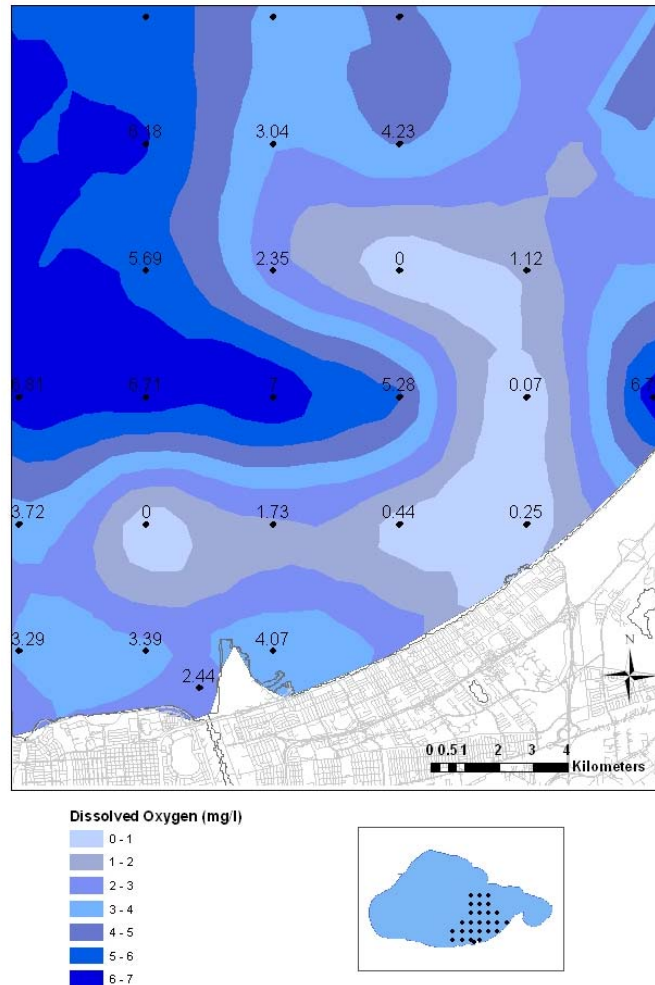 6.18 3.04 4.23
5.69 2.35 0 1.12
6.81 6.71 7 5.28 0.07 6.7
3.72 0 1.73 0.44 0.25
3.29 3.39 4.07
2.44
N
0 0.5 1 2 3 4
Kilometers
Dissolved Oxygen (mg/l)
0 - 1
1 - 2
2 - 3
3 - 4
4 - 5
5 - 6
6 - 7